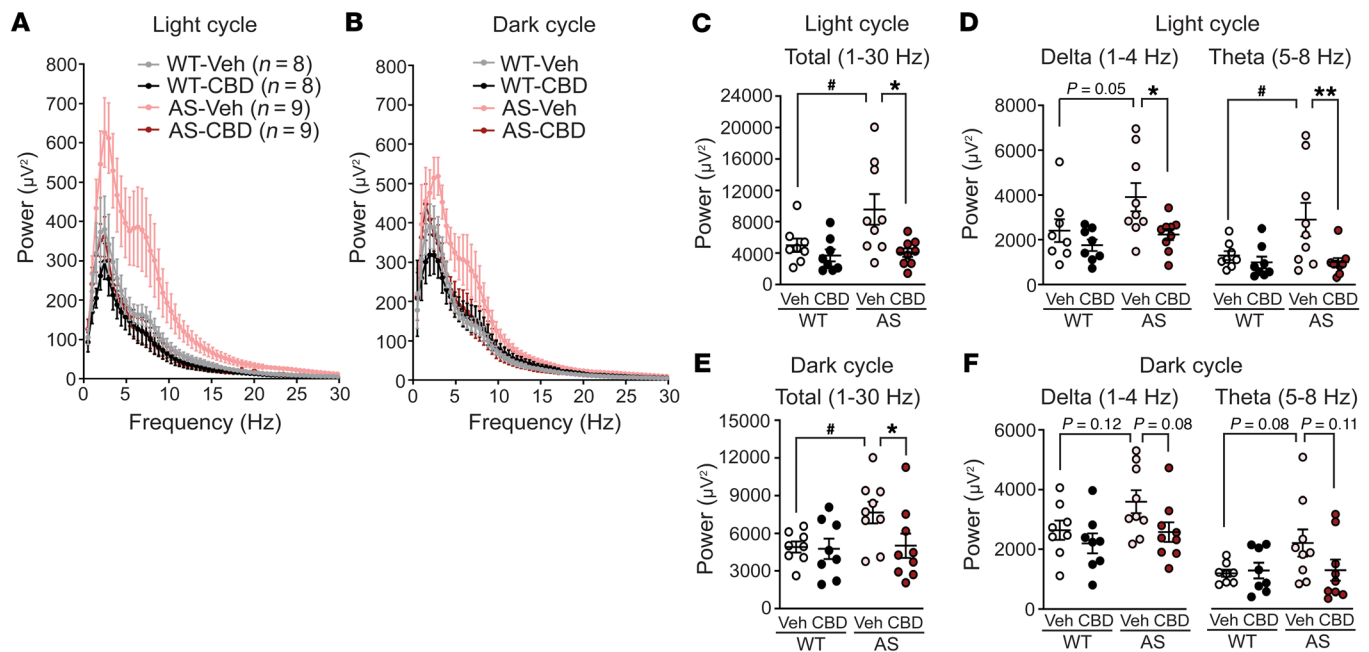 A
Light cycle
WT-Veh (n = 8)
WT-CBD (n = 8)
AS-Veh (n = 9)
AS-CBD (n = 9)
Power (µV²)
800
700
600
500
400
300
200
100
0
0 5 10 15 20 25 30
Frequency (Hz)
B
Dark cycle
WT-Veh
WT-CBD
AS-Veh
AS-CBD
Power (µV²)
800
700
600
500
400
300
200
100
0
0 5 10 15 20 25 30
Frequency (Hz)
C
Light cycle
Total (1-30 Hz)
# *
Power (µV²)
24000
20000
16000
12000
8000
4000
0
Veh CBD Veh CBD
WT AS
D
Light cycle
Delta (1-4 Hz)
P = 0.05 *
Power (µV²)
8000
6000
4000
2000
0
Veh CBD Veh CBD
WT AS
Theta (5-8 Hz)
# **
Veh CBD Veh CBD
WT AS
E
Dark cycle
Total (1-30 Hz)
# *
Power (µV²)
15000
12000
9000
6000
3000
0
Veh CBD Veh CBD
WT AS
F
Dark cycle
Delta (1-4 Hz)
P = 0.12 P = 0.08
Power (µV²)
6000
4000
2000
0
Veh CBD Veh CBD
WT AS
Theta (5-8 Hz)
P = 0.08 P = 0.11
Veh CBD Veh CBD
WT AS